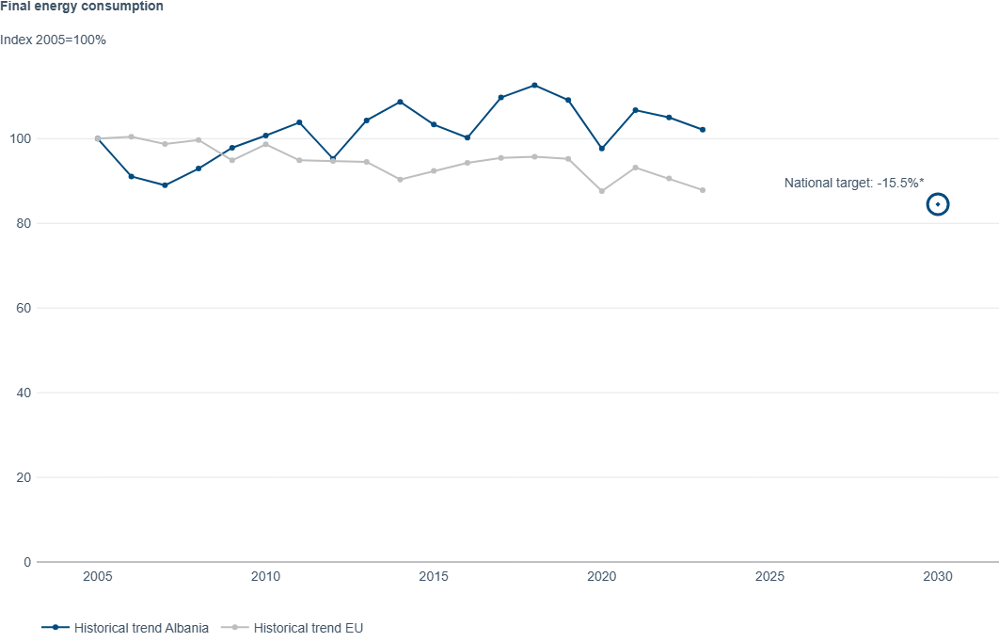 Final energy consumption
Index 2005=100%
100
80
60
40
20
0
National target: -15.5%*
2005 2010 2015 2020 2025 2030
Historical trend Albania Historical trend EU